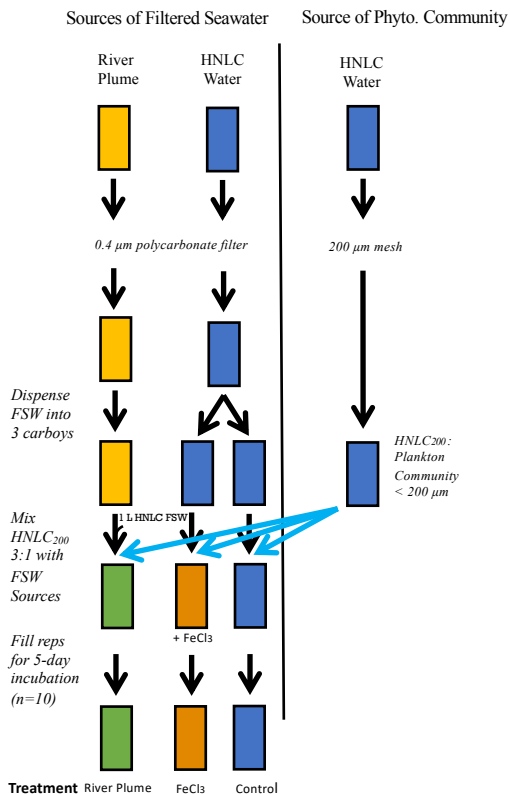 Sources of Filtered Seawater
Source of Phyto. Community
River
Plume
HNLC
Water
HNLC
Water
0.4 µm polycarbonate filter
200 µm mesh
Dispense
FSW into
3 carboys
HNLC200:
Plankton
Community
< 200 µm
Mix
HNLC200
3:1 with
FSW
Sources
1 L HNLC FSW
+ FeCl3
Fill reps
for 5-day
incubation
(n=10)
Treatment River Plume FeCl3 Control